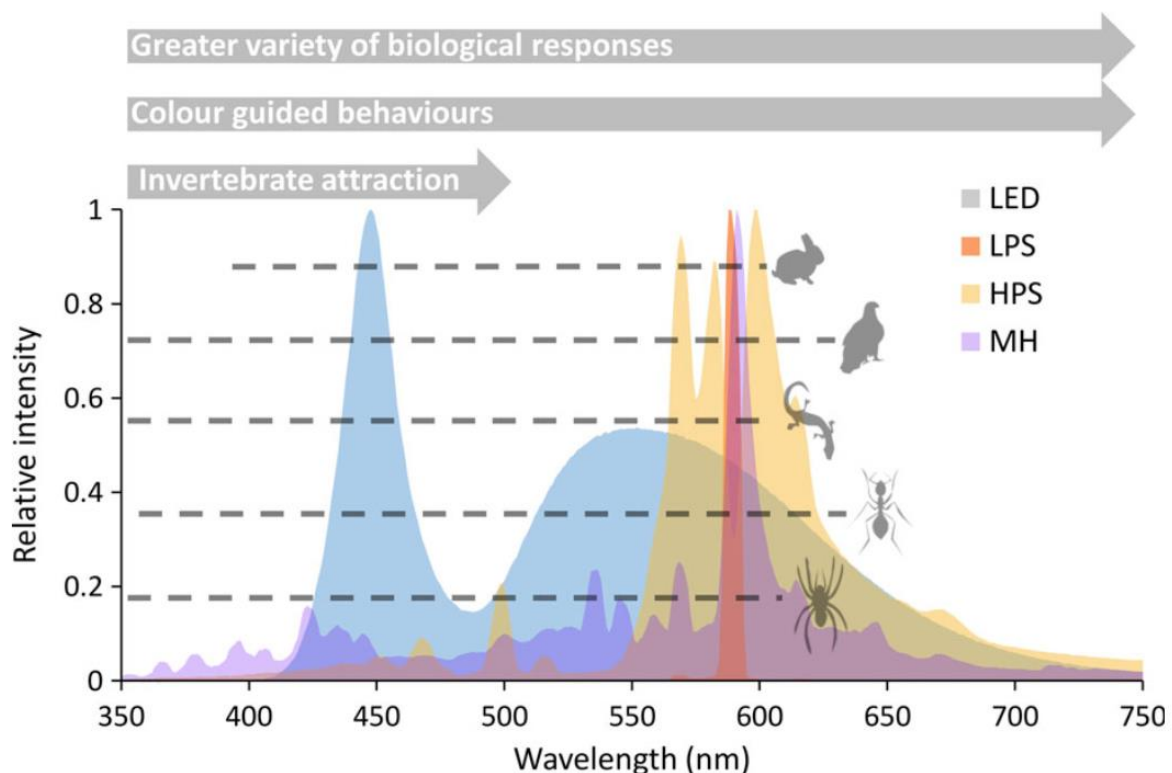 Greater variety of biological responses
Colour guided behaviours
Invertebrate attraction
1
0.8
0.6
0.4
0.2
0
Relative intensity
LED
LPS
HPS
MH
350 400 450 500 550 600 650 700 750
Wavelength (nm)